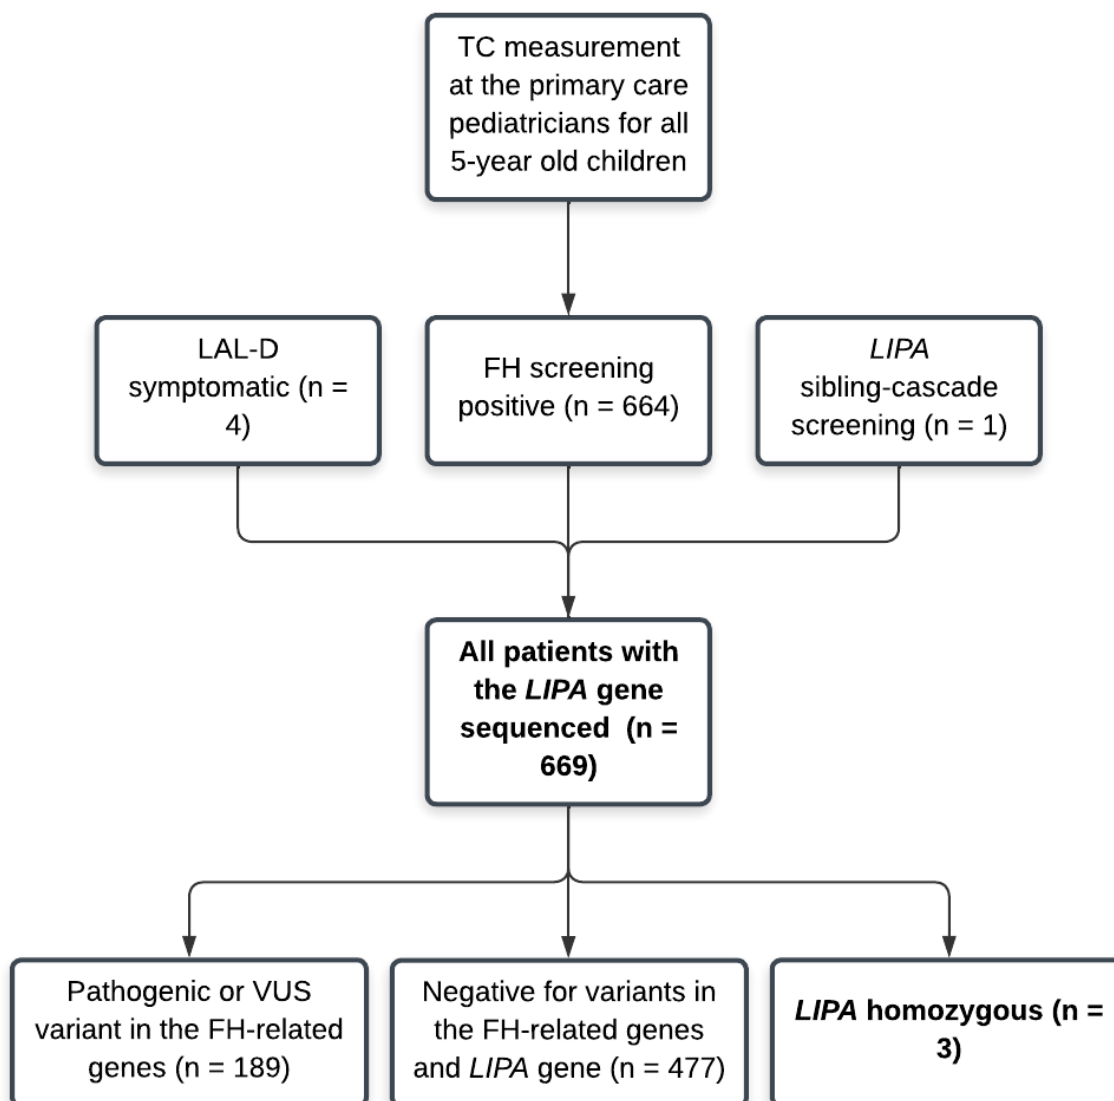 TC measurement
at the primary care
pediatricians for all
5-year old children
LAL-D
symptomatic (n =
4)
FH screening
positive (n = 664)
LIPA
sibling-cascade
screening (n = 1)
All patients with
the LIPA gene
sequenced (n =
669)
Pathogenic or VUS
variant in the FH-related
genes (n = 189)
Negative for variants in
the FH-related genes
and LIPA gene (n = 477)
LIPA homozygous (n =
3)